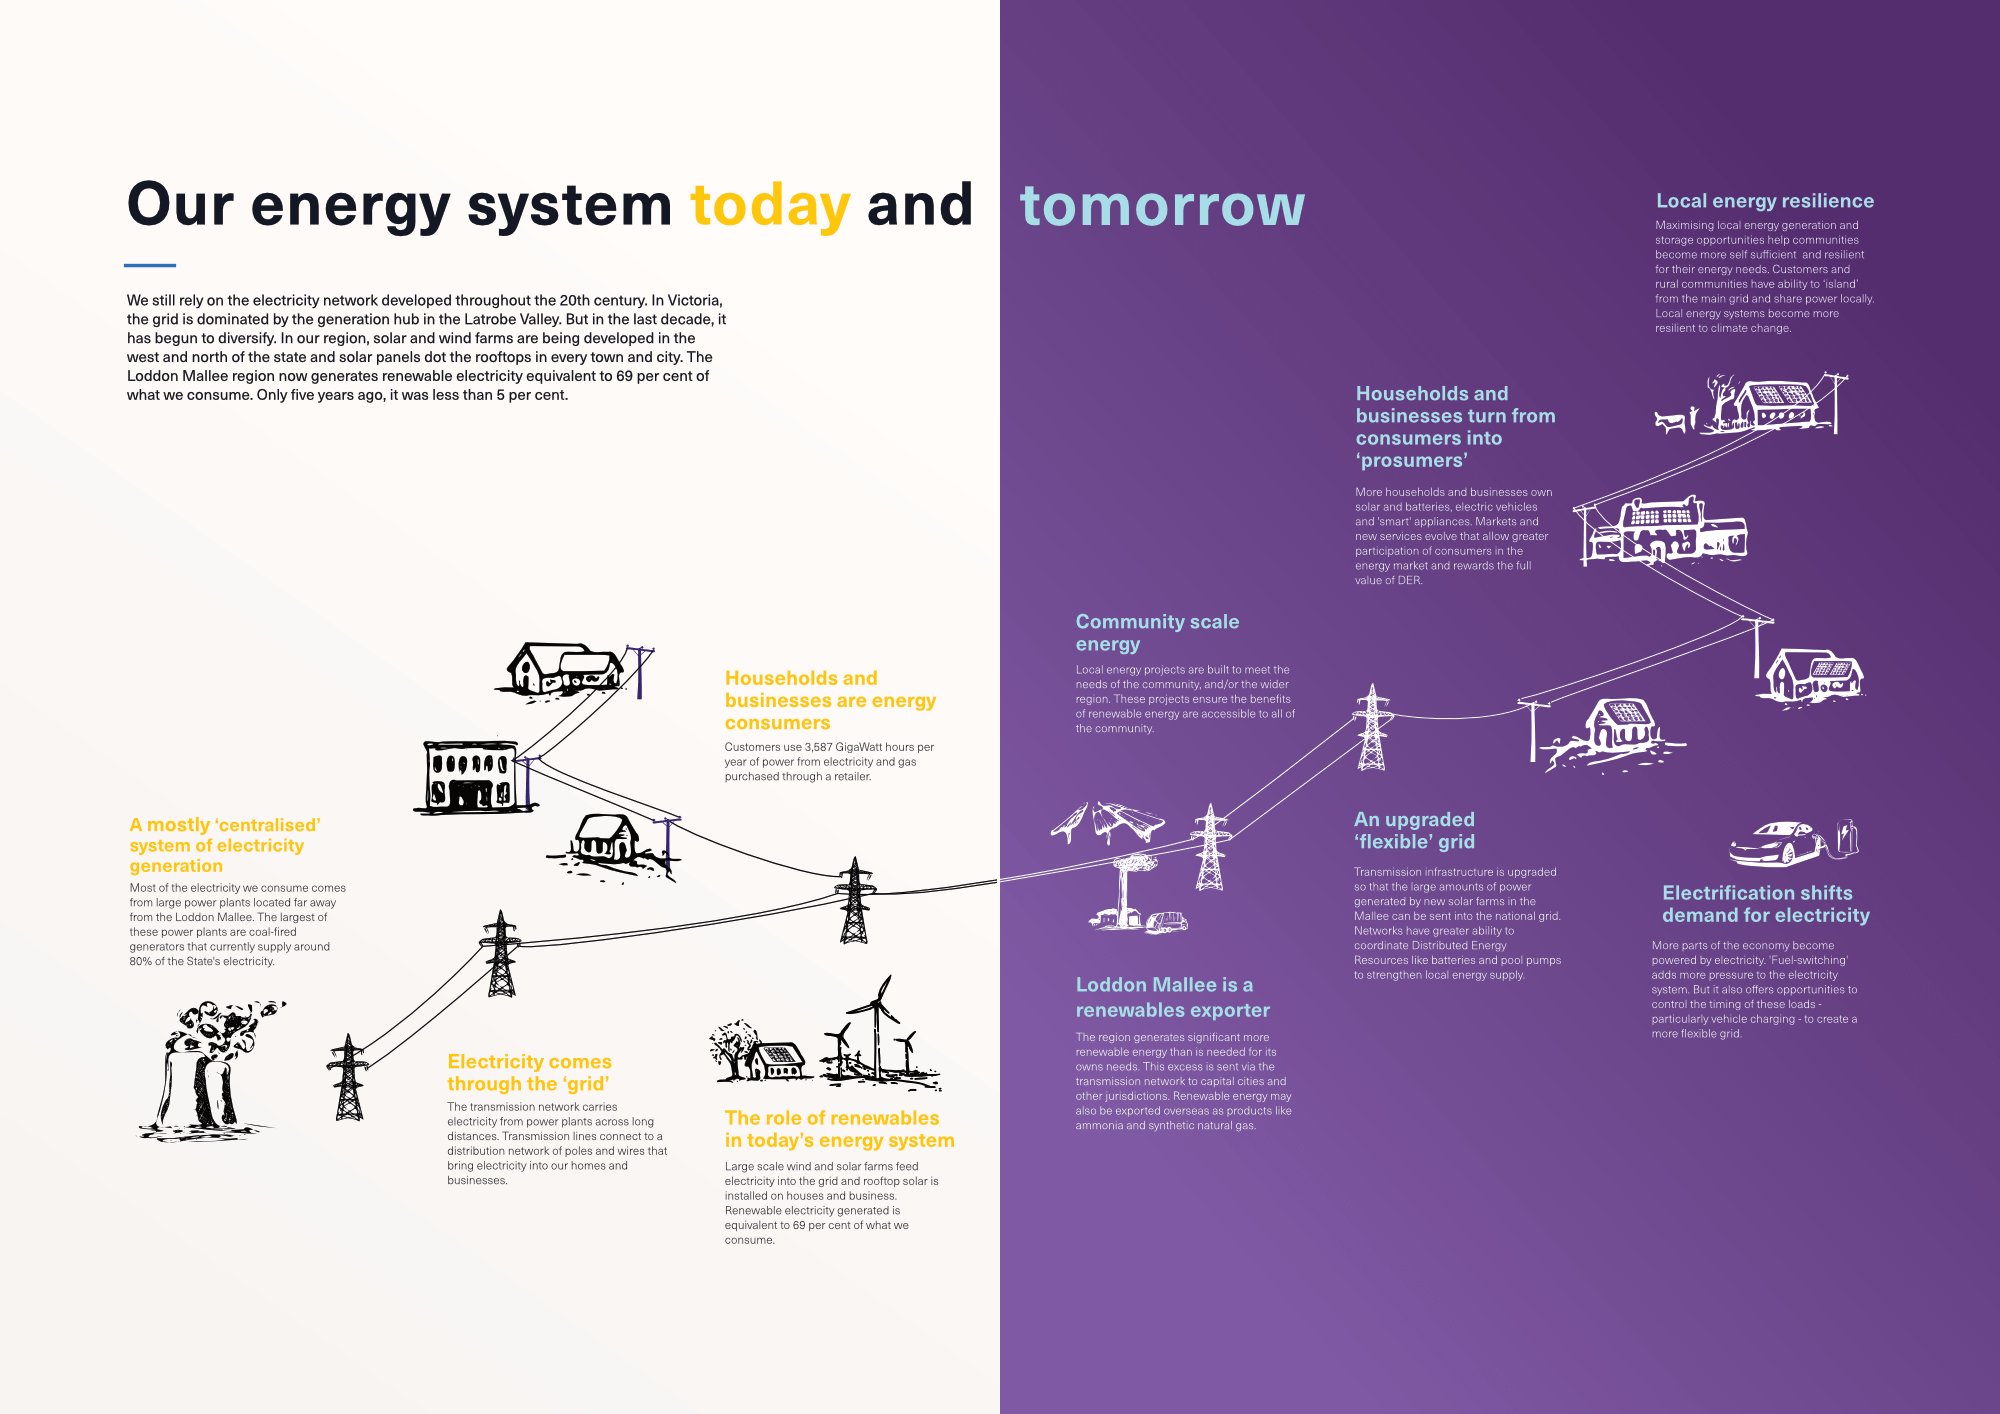 Our energy system today and tomorrow
We still rely on the electricity network developed throughout the 20th century. In Victoria,
the grid is dominated by the generation hub in the Latrobe Valley. But in the last decade, it
has begun to diversify. In our region, solar and wind farms are being developed in the
west and north of the state and solar panels dot the rooftops in every town and city. The
Loddon Mallee region now generates renewable electricity equivalent to 69 per cent of
what we consume. Only five years ago, it was less than 5 per cent.
A mostly ‘centralised’
system of electricity
generation
Most of the electricity we consume comes
from large power plants located far away
from the Loddon Mallee. The largest of
these power plants are coal-fired
generators that currently supply around
80% of the State's electricity.
Households and
businesses are energy
consumers
Customers use 3,587 GigaWatt hours per
year of power from electricity and gas
purchased through a retailer.
Electricity comes
through the ‘grid’
The transmission network carries
electricity from power plants across long
distances. Transmission lines connect to a
distribution network of poles and wires that
bring electricity into our homes and
businesses.
The role of renewables
in today’s energy system
Large scale wind and solar farms feed
electricity into the grid and rooftop solar is
installed on houses and business.
Renewable electricity generated is
equivalent to 69 per cent of what we
consume.
Community scale
energy
Local energy projects are built to meet the
needs of the community, and/or the wider
region. These projects ensure the benefits
of renewable energy are accessible to all of
the community.
Loddon Mallee is a
renewables exporter
The region generates significant more
renewable energy than is needed for its
owns needs. This excess is sent via the
transmission network to capital cities and
other jurisdictions. Renewable energy may
also be exported overseas as products like
ammonia and synthetic natural gas.
Households and
businesses turn from
consumers into
‘prosumers’
More households and businesses own
solar and batteries, electric vehicles
and 'smart' appliances. Markets and
new services evolve that allow greater
participation of consumers in the
energy market and rewards the full
value of DER.
An upgraded
‘flexible’ grid
Transmission infrastructure is upgraded
so that the large amounts of power
generated by new solar farms in the
Mallee can be sent into the national grid.
Networks have greater ability to
coordinate Distributed Energy
Resources like batteries and pool pumps
to strengthen local energy supply.
Local energy resilience
Maximising local energy generation and
storage opportunities help communities
become more self sufficient and resilient
for their energy needs. Customers and
rural communities have ability to ‘island’
from the main grid and share power locally.
Local energy systems become more
resilient to climate change.
Electrification shifts
demand for electricity
More parts of the economy become
powered by electricity. 'Fuel-switching'
adds more pressure to the electricity
system. But it also offers opportunities to
control the timing of these loads -
particularly vehicle charging - to create a
more flexible grid.